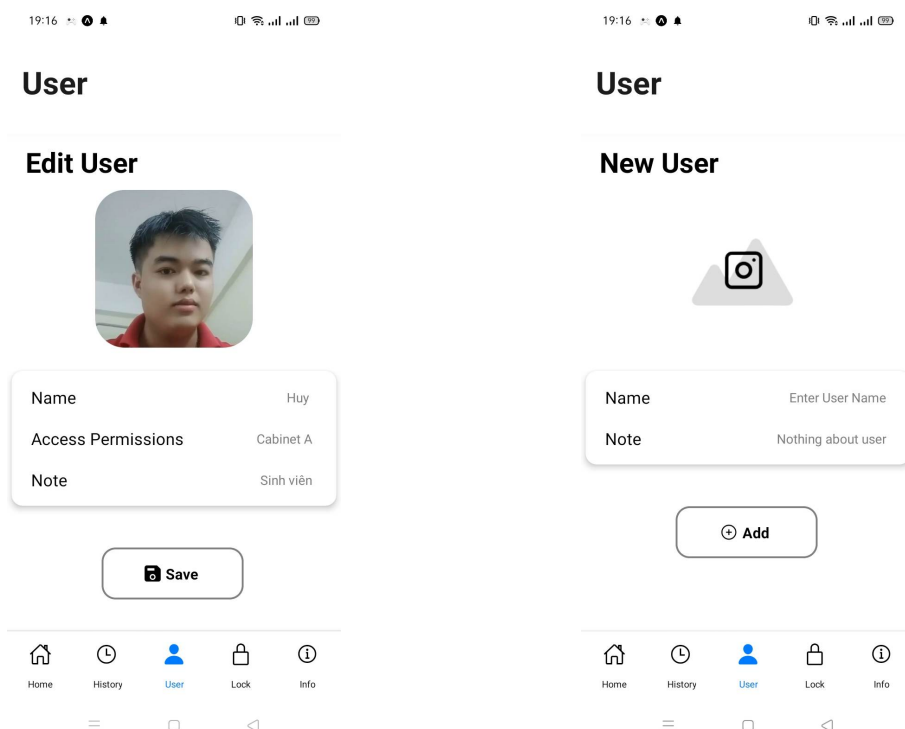 19:16
99
User
Edit User
Name Huy
Access Permissions Cabinet A
Note Sinh viên
Save
Home History User Lock Info
19:16
99
User
New User
Name Enter User Name
Note Nothing about user
Add
Home History User Lock Info